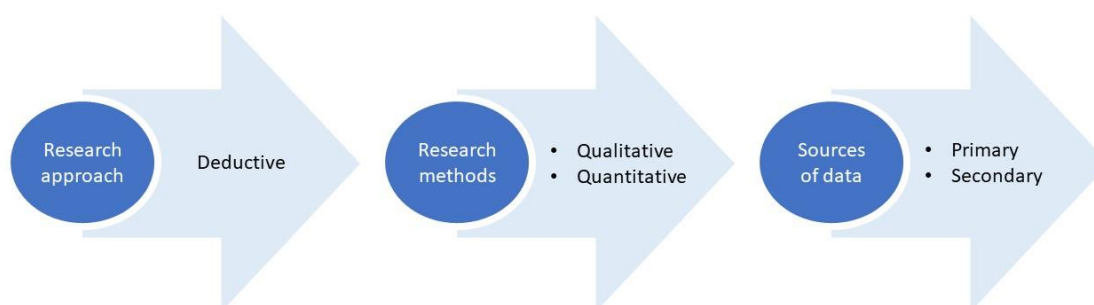 Research
approach
Deductive
Research
methods
• Qualitative
• Quantitative
Sources
of data
• Primary
• Secondary